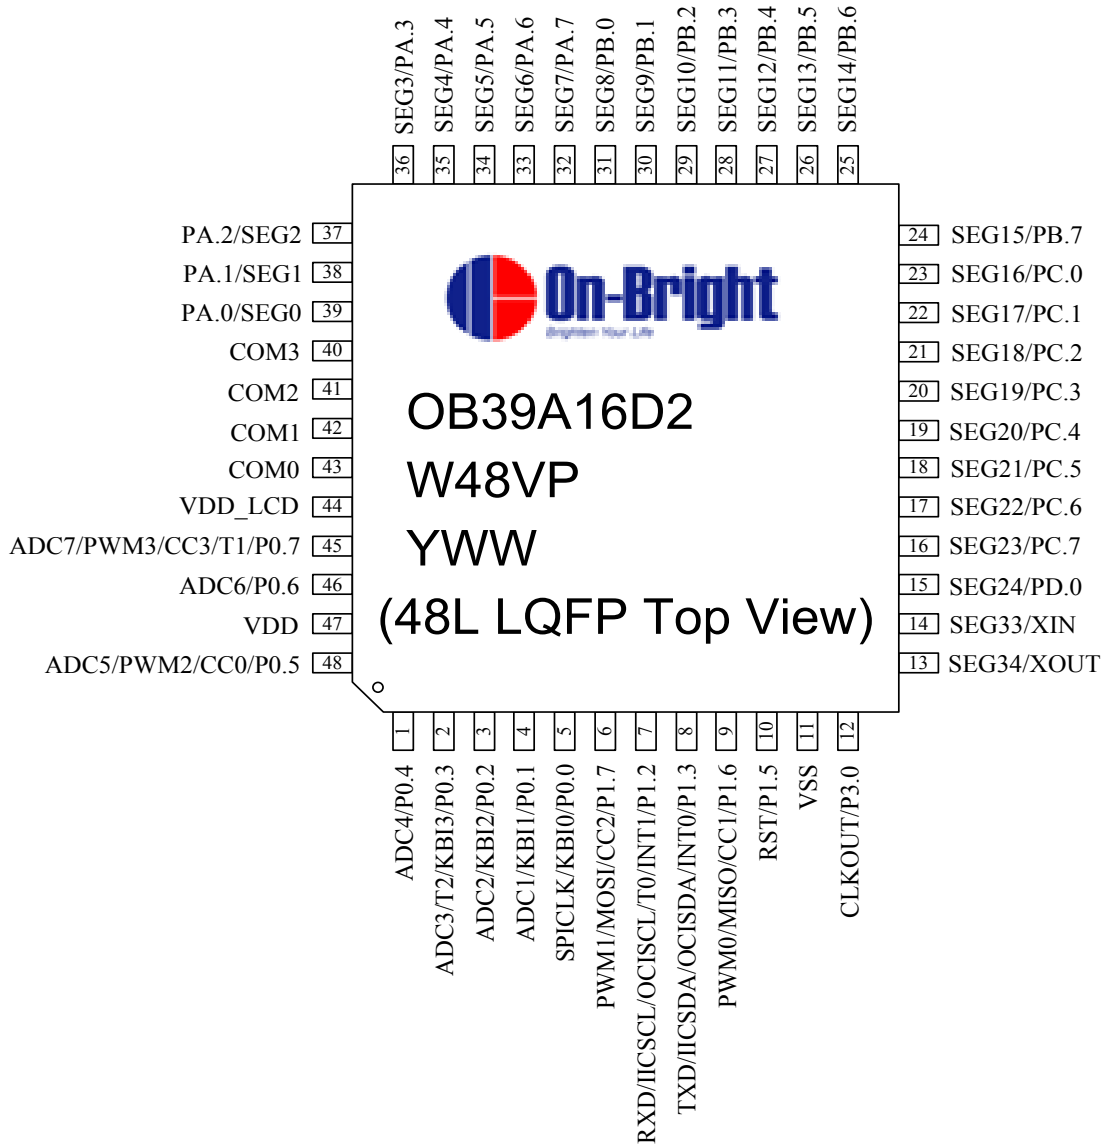 SEG3/PA.3
SEG4/PA.4
SEG5/PA.5
SEG6/PA.6
SEG7/PA.7
SEG8/PB.0
SEG9/PB.1
SEG10/PB.2
SEG11/PB.3
SEG12/PB.4
SEG13/PB.5
SEG14/PB.6
36
35
34
33
32
31
30
29
28
27
26
25
PA.2/SEG2 37
PA.1/SEG1 38
PA.0/SEG0 39
COM3 40
COM2 41
COM1 42
COM0 43
VDD_LCD 44
ADC7/PWM3/CC3/T1/P0.7 45
ADC6/P0.6 46
VDD 47
ADC5/PWM2/CC0/P0.5 48
On-Bright
Brighten Your Life
OB39A16D2
W48VP
YWW
(48L LQFP Top View)
24 SEG15/PB.7
23 SEG16/PC.0
22 SEG17/PC.1
21 SEG18/PC.2
20 SEG19/PC.3
19 SEG20/PC.4
18 SEG21/PC.5
17 SEG22/PC.6
16 SEG23/PC.7
15 SEG24/PD.0
14 SEG33/XIN
13 SEG34/XOUT
1
2
3
4
5
6
7
8
9
10
11
12
ADC4/P0.4
ADC3/T2/KBI3/P0.3
ADC2/KBI2/P0.2
ADC1/KBI1/P0.1
SPICLK/KBI0/P0.0
PWM1/MOSI/CC2/P1.7
RXD/IICSCL/OCISCL/T0/INT1/P1.2
TXD/IICSDA/OCISDA/INT0/P1.3
PWM0/MISO/CC1/P1.6
RST/P1.5
VSS
CLKOUT/P3.0